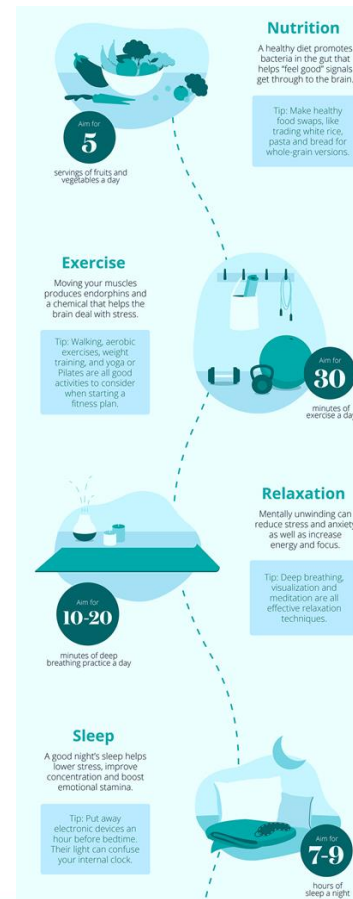 Nutrition
A healthy diet promotes
bacteria in the gut that
helps "feel good" signals
get through to the brain.
Tip: Make healthy
food swaps, like
trading white rice,
pasta and bread for
whole-grain versions.
Aim for
5
servings of fruits and
vegetables a day
Exercise
Moving your muscles
produces endorphins and
a chemical that helps the
brain deal with stress.
Tip: Walking, aerobic
exercises, weight
training, and yoga or
Pilates are all good
activities to consider
when starting a
fitness plan.
Aim for
30
minutes of
exercise a day
Relaxation
Mentally unwinding can
reduce stress and anxiety
as well as increase
energy and focus.
Tip: Deep breathing,
visualization and
meditation are all
effective relaxation
techniques.
Aim for
10-20
minutes of deep
breathing practice a day
Sleep
A good night's sleep helps
lower stress, improve
concentration and boost
emotional stamina.
Tip: Put away
electronic devices an
hour before bedtime.
Their light can confuse
your internal clock.
Aim for
7-9
hours of
sleep a night